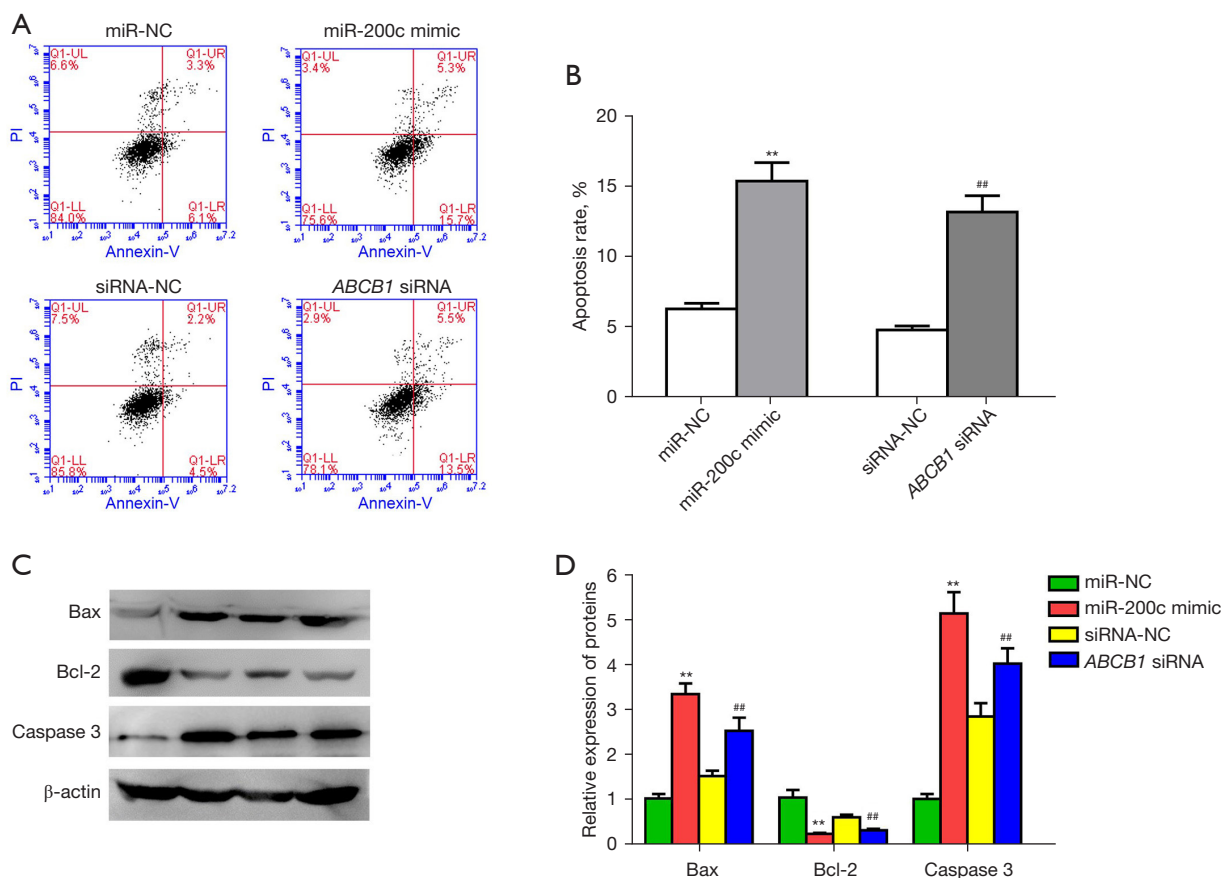 A
miR-NC
Q1-UL
6.6%
Q1-UR
3.3%
Q1-LL
84.0%
Q1-LR
6.1%
PI
Annexin-V
miR-200c mimic
Q1-UL
3.4%
Q1-UR
5.3%
Q1-LL
75.6%
Q1-LR
15.7%
PI
Annexin-V
siRNA-NC
Q1-UL
7.5%
Q1-UR
2.2%
Q1-LL
85.8%
Q1-LR
4.5%
PI
Annexin-V
ABCB1 siRNA
Q1-UL
2.9%
Q1-UR
5.5%
Q1-LL
78.1%
Q1-LR
13.5%
PI
Annexin-V
B
Apoptosis rate, %
20
15
10
5
0
**
##
miR-NC
miR-200c mimic
siRNA-NC
ABCB1 siRNA
C
Bax
Bcl-2
Caspase 3
β-actin
D
Relative expression of proteins
6
5
4
3
2
1
0
**
##
**
##
**
##
Bax
Bcl-2
Caspase 3
miR-NC
miR-200c mimic
siRNA-NC
ABCB1 siRNA